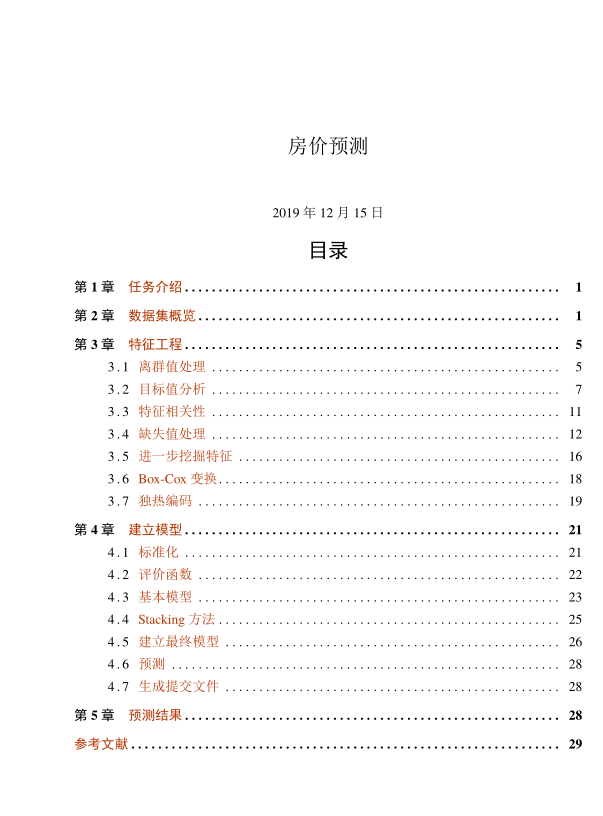 房价预测
2019 年 12 月 15 日
目录
第 1 章 任务介绍 . . . . . . . . . . . . . . . . . . . . . . . . . . . . . . 1
第 2 章 数据集概览 . . . . . . . . . . . . . . . . . . . . . . . . . . . . . . 1
第 3 章 特征工程 . . . . . . . . . . . . . . . . . . . . . . . . . . . . . . 5
3.1 离群值处理 . . . . . . . . . . . . . . . . . . . . . . . . . . . . . . 5
3.2 目标值分析 . . . . . . . . . . . . . . . . . . . . . . . . . . . . . . 7
3.3 特征相关性 . . . . . . . . . . . . . . . . . . . . . . . . . . . . . . 11
3.4 缺失值处理 . . . . . . . . . . . . . . . . . . . . . . . . . . . . . . 12
3.5 进一步挖掘特征 . . . . . . . . . . . . . . . . . . . . . . . . . . . . . . 16
3.6 Box-Cox 变换 . . . . . . . . . . . . . . . . . . . . . . . . . . . . . . 18
3.7 独热编码 . . . . . . . . . . . . . . . . . . . . . . . . . . . . . . 19
第 4 章 建立模型 . . . . . . . . . . . . . . . . . . . . . . . . . . . . . . 21
4.1 标准化 . . . . . . . . . . . . . . . . . . . . . . . . . . . . . . 21
4.2 评价函数 . . . . . . . . . . . . . . . . . . . . . . . . . . . . . . 22
4.3 基本模型 . . . . . . . . . . . . . . . . . . . . . . . . . . . . . . 23
4.4 Stacking 方法 . . . . . . . . . . . . . . . . . . . . . . . . . . . . . . 25
4.5 建立最终模型 . . . . . . . . . . . . . . . . . . . . . . . . . . . . . . 26
4.6 预测 . . . . . . . . . . . . . . . . . . . . . . . . . . . . . . 28
4.7 生成提交文件 . . . . . . . . . . . . . . . . . . . . . . . . . . . . . . 28
第 5 章 预测结果 . . . . . . . . . . . . . . . . . . . . . . . . . . . . . . 28
参考文献 . . . . . . . . . . . . . . . . . . . . . . . . . . . . . . 29